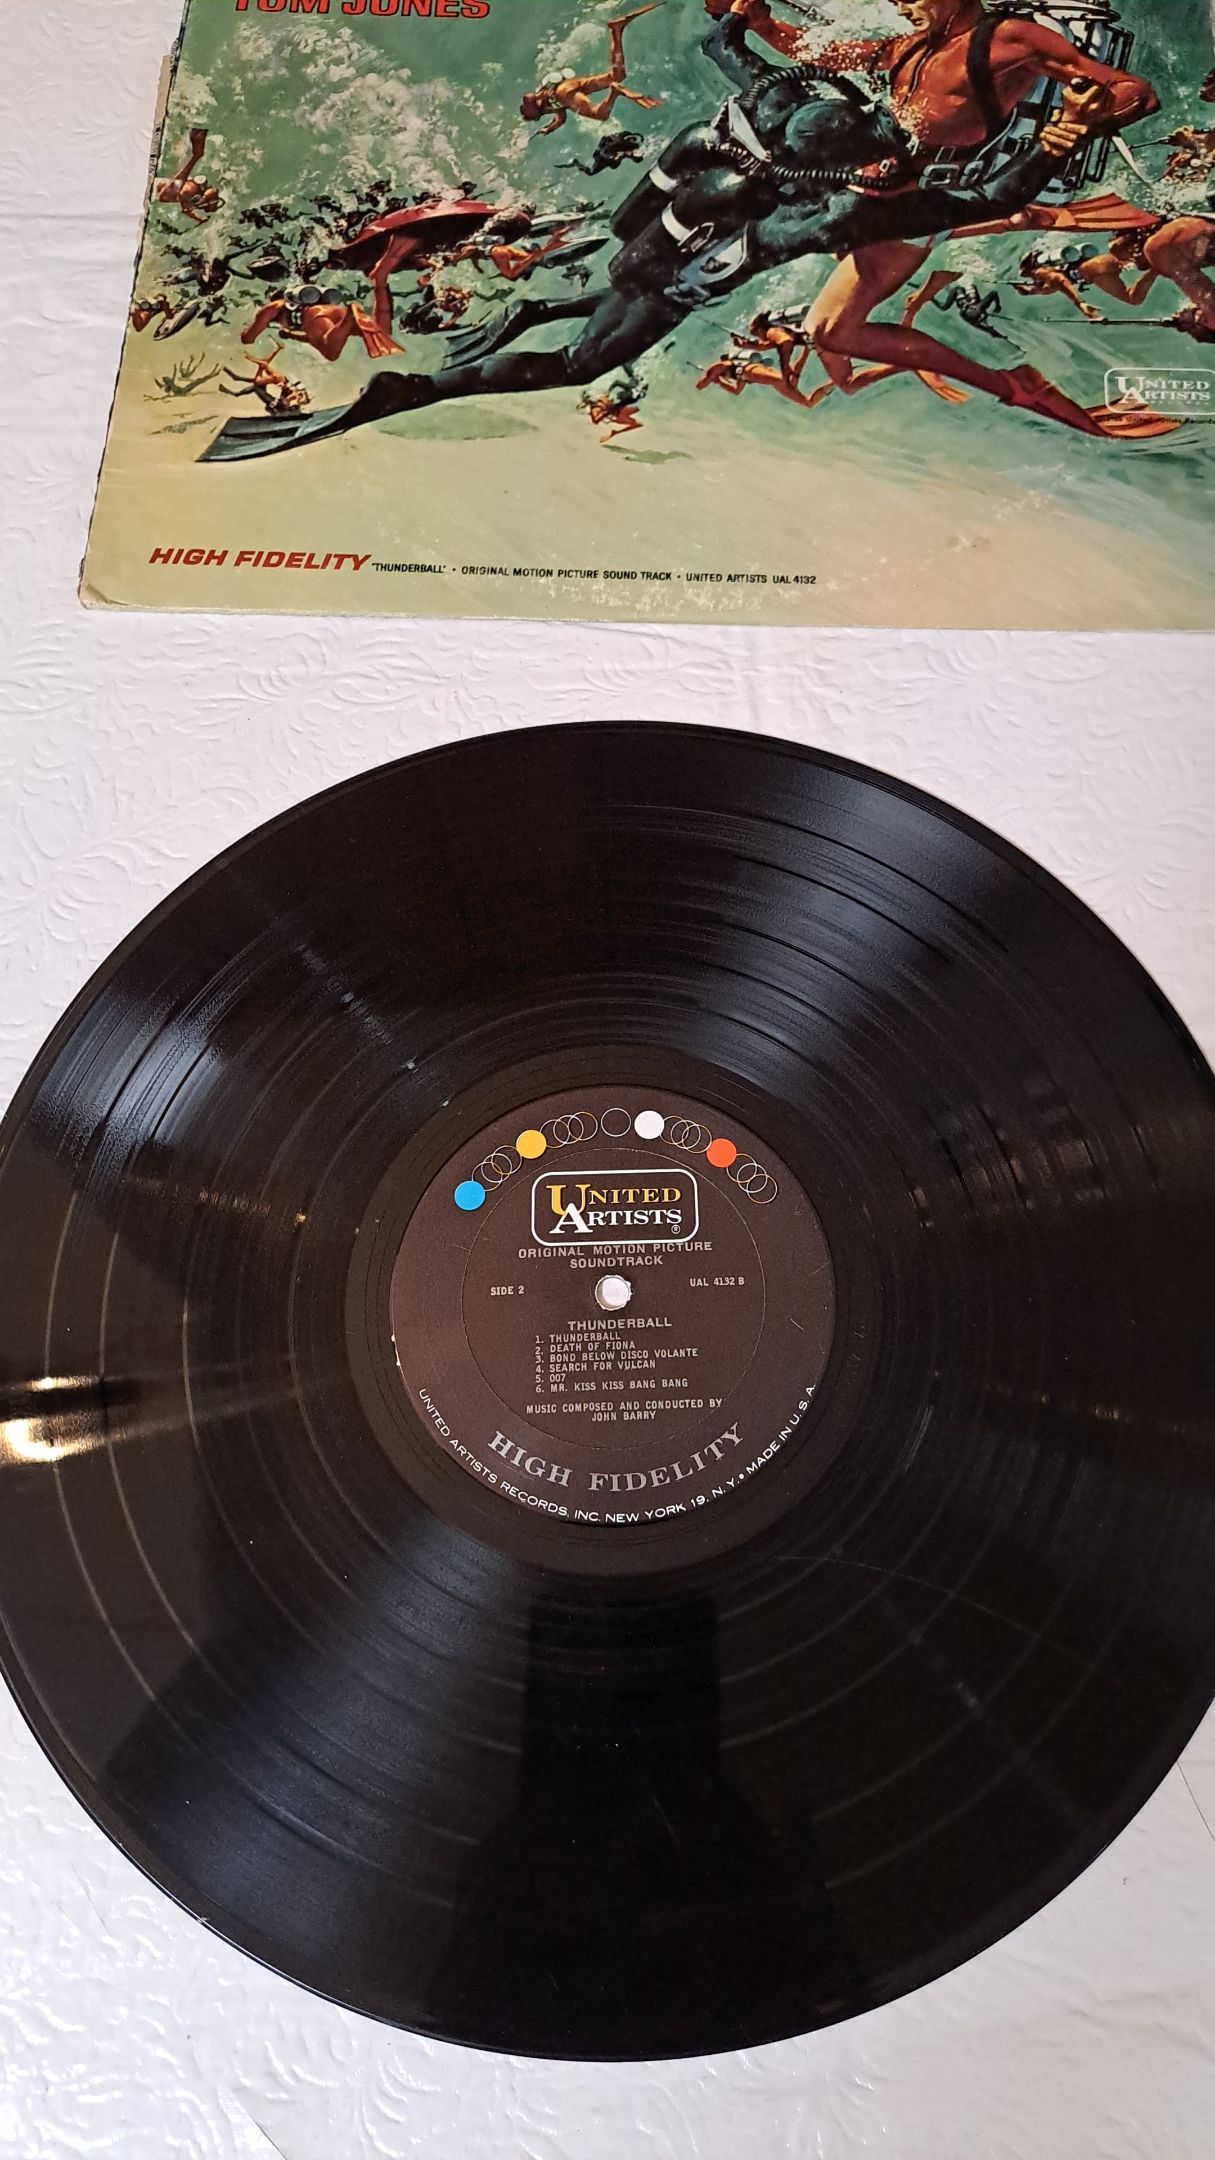 TOM JONES
UNITED
ARTISTS
HIGH FIDELITY "THUNDERBALL" • ORIGINAL MOTION PICTURE SOUND TRACK • UNITED ARTISTS UAL 4132
UNITED
ARTISTS ®
ORIGINAL MOTION PICTURE
SOUNDTRACK
SIDE 2 UAL 4132 B
THUNDERBALL
1. THUNDERBALL
2. DEATH OF FIONA
3. BOND BELOW DISCO VOLANTE
4. SEARCH FOR VULCAN
5. 007
6. MR. KISS KISS BANG BANG
MUSIC COMPOSED AND CONDUCTED BY
JOHN BARRY
HIGH FIDELITY
UNITED ARTISTS RECORDS, INC. NEW YORK 19, N. Y. • MADE IN U. S. A.